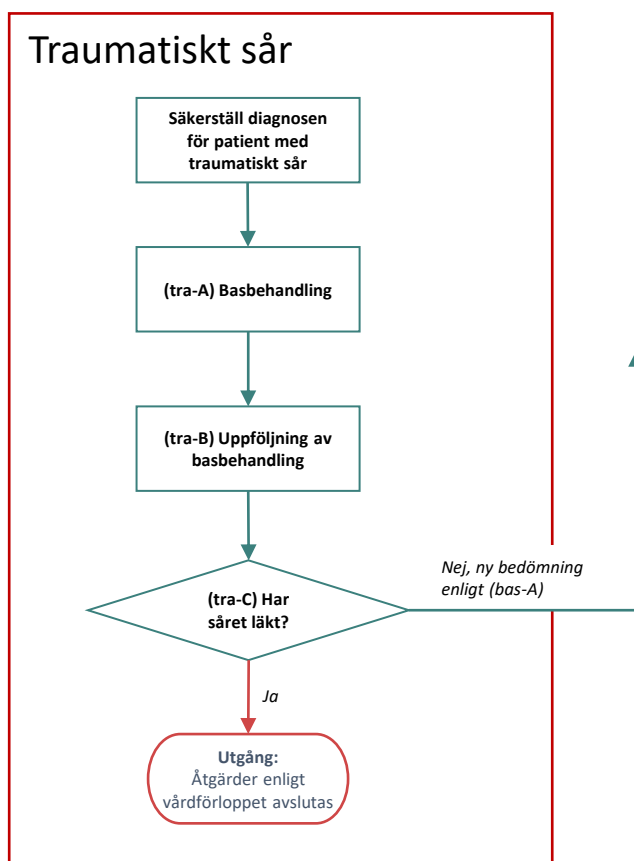 Traumatiskt sår
Säkerställ diagnosen
för patient med
traumatiskt sår
(tra-A) Basbehandling
(tra-B) Uppföljning av
basbehandling
(tra-C) Har
såret läkt?
Nej, ny bedömning
enligt (bas-A)
Ja
Utgång:
Åtgärder enligt
vårdförloppet avslutas